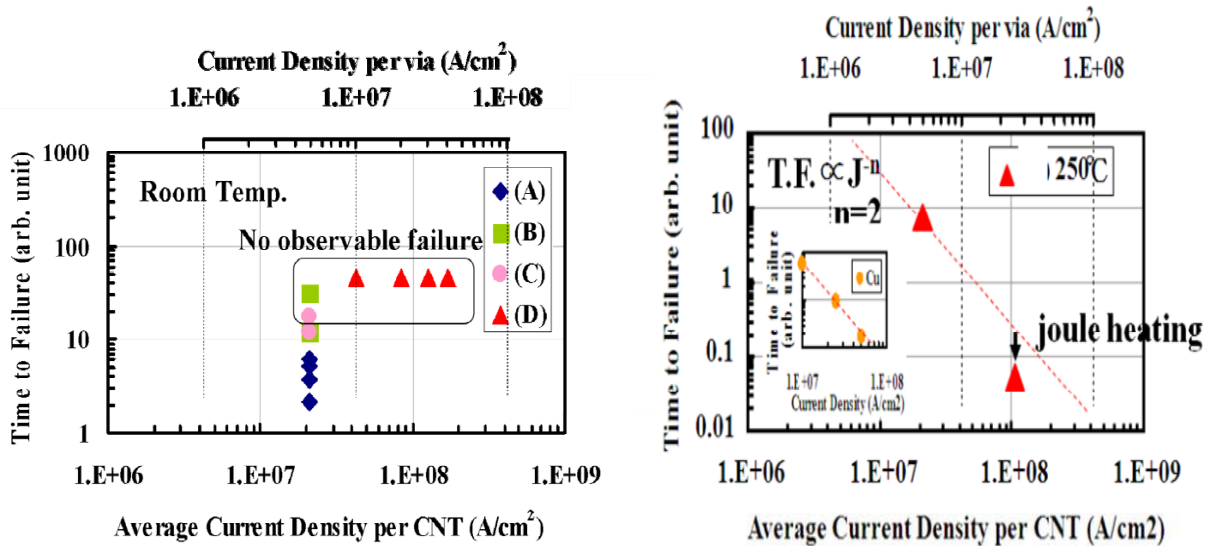 Current Density per via (A/cm²)
1.E+06 1.E+07 1.E+08
Time to Failure (arb. unit)
1000
100
10
1
Room Temp.
No observable failure
(A)
(B)
(C)
(D)
1.E+06 1.E+07 1.E+08 1.E+09
Average Current Density per CNT (A/cm²)
Current Density per via (A/cm²)
1.E+06 1.E+07 1.E+08
Time to Failure (arb. unit)
100
10
1
0.1
0.01
T.F. ∝J⁻ⁿ
n=2
) 250℃
Time to Failure
(arb. unit)
Cu
1.E+07 1.E+08
Current Density (A/cm2)
joule heating
1.E+06 1.E+07 1.E+08 1.E+09
Average Current Density per CNT (A/cm2)